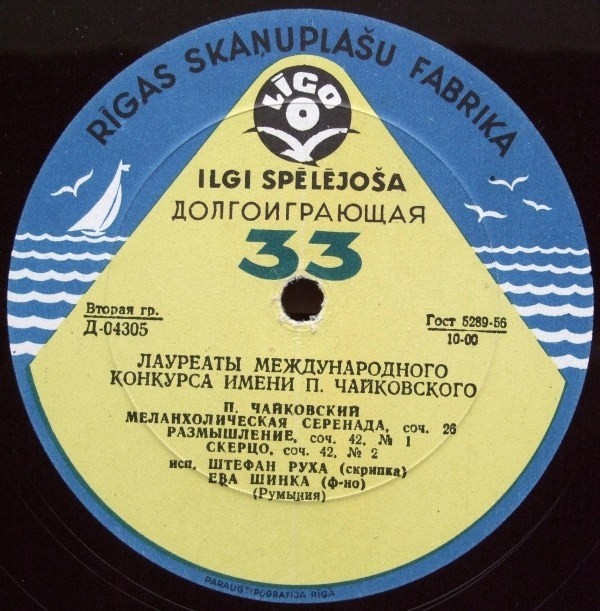 RĪGAS SKAŅUPLAŠU FABRIKA
LĪGO
ILGI SPĒLĒJOŠA
ДОЛГОИГРАЮЩАЯ
33
Вторая гр.
Д-04305
Гост 5289-56
10-00
ЛАУРЕАТЫ МЕЖДУНАРОДНОГО
КОНКУРСА ИМЕНИ П. ЧАЙКОВСКОГО
П. ЧАЙКОВСКИЙ
МЕЛАНХОЛИЧЕСКАЯ СЕРЕНАДА, соч. 26
РАЗМЫШЛЕНИЕ, соч. 42, № 1
СКЕРЦО, соч. 42, № 2
исп. ШТЕФАН РУХА (скрипка)
ЕВА ШИНКА (ф-но)
(Румыния)
PARAUGTIPOGRAFIJA RĪGA